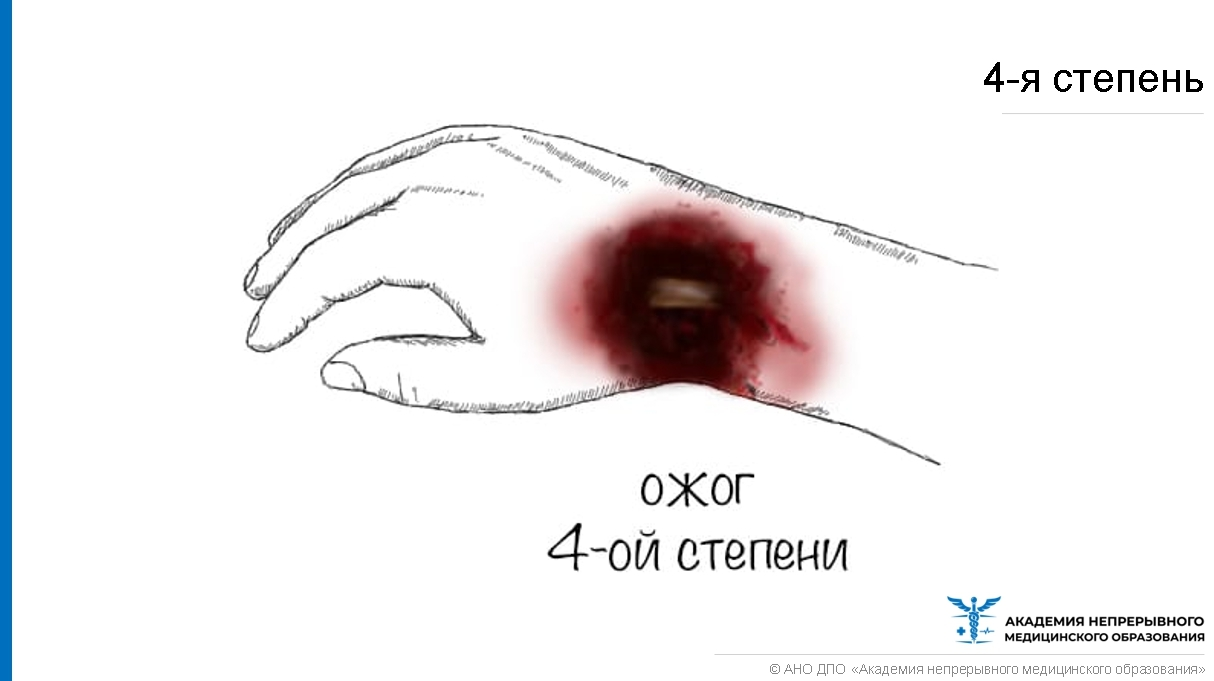 4-я степень
ожог
4-ой степени
АКАДЕМИЯ НЕПРЕРЫВНОГО
МЕДИЦИНСКОГО ОБРАЗОВАНИЯ
© АНО ДПО «Академия непрерывного медицинского образования»